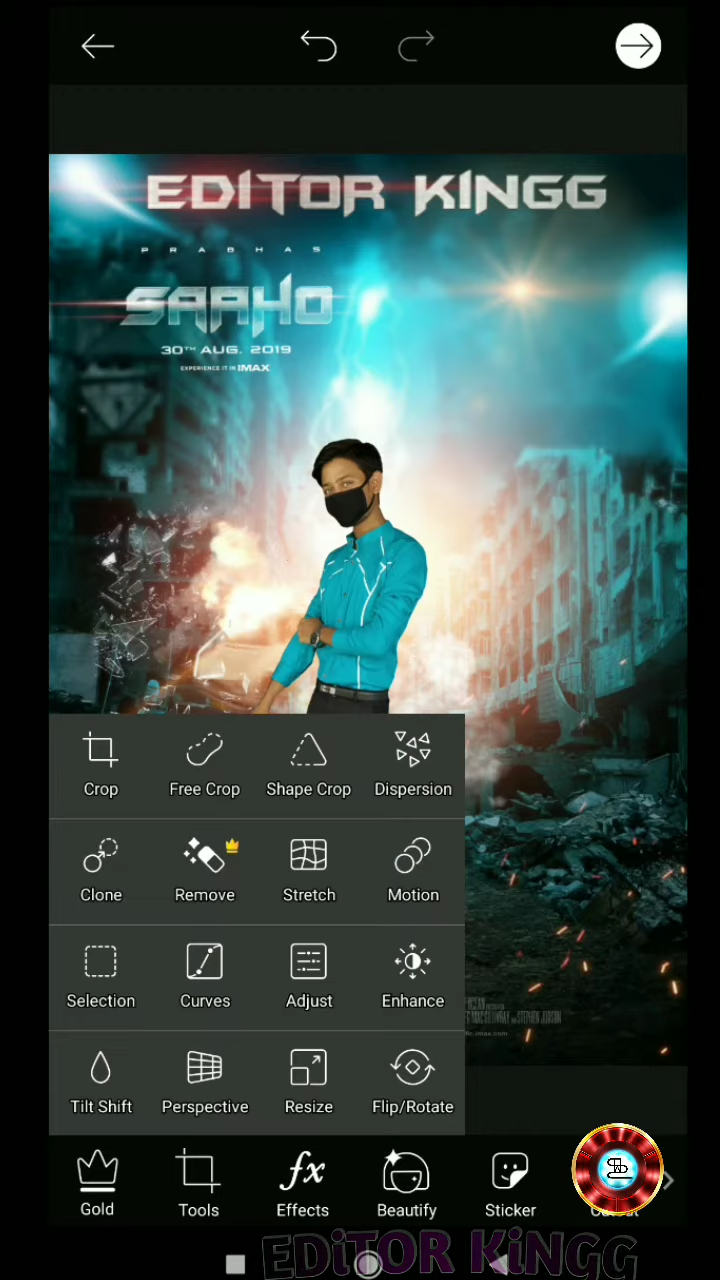 EDITOR KINGG
PRABHAS
SAAHO
30TH AUG. 2019
EXPERIENCE IT IN IMAX
Crop Free Crop Shape Crop Dispersion
Clone Remove Stretch Motion
Selection Curves Adjust Enhance
Tilt Shift Perspective Resize Flip/Rotate
Gold Tools Effects Beautify Sticker
EDiTOR KiNGG